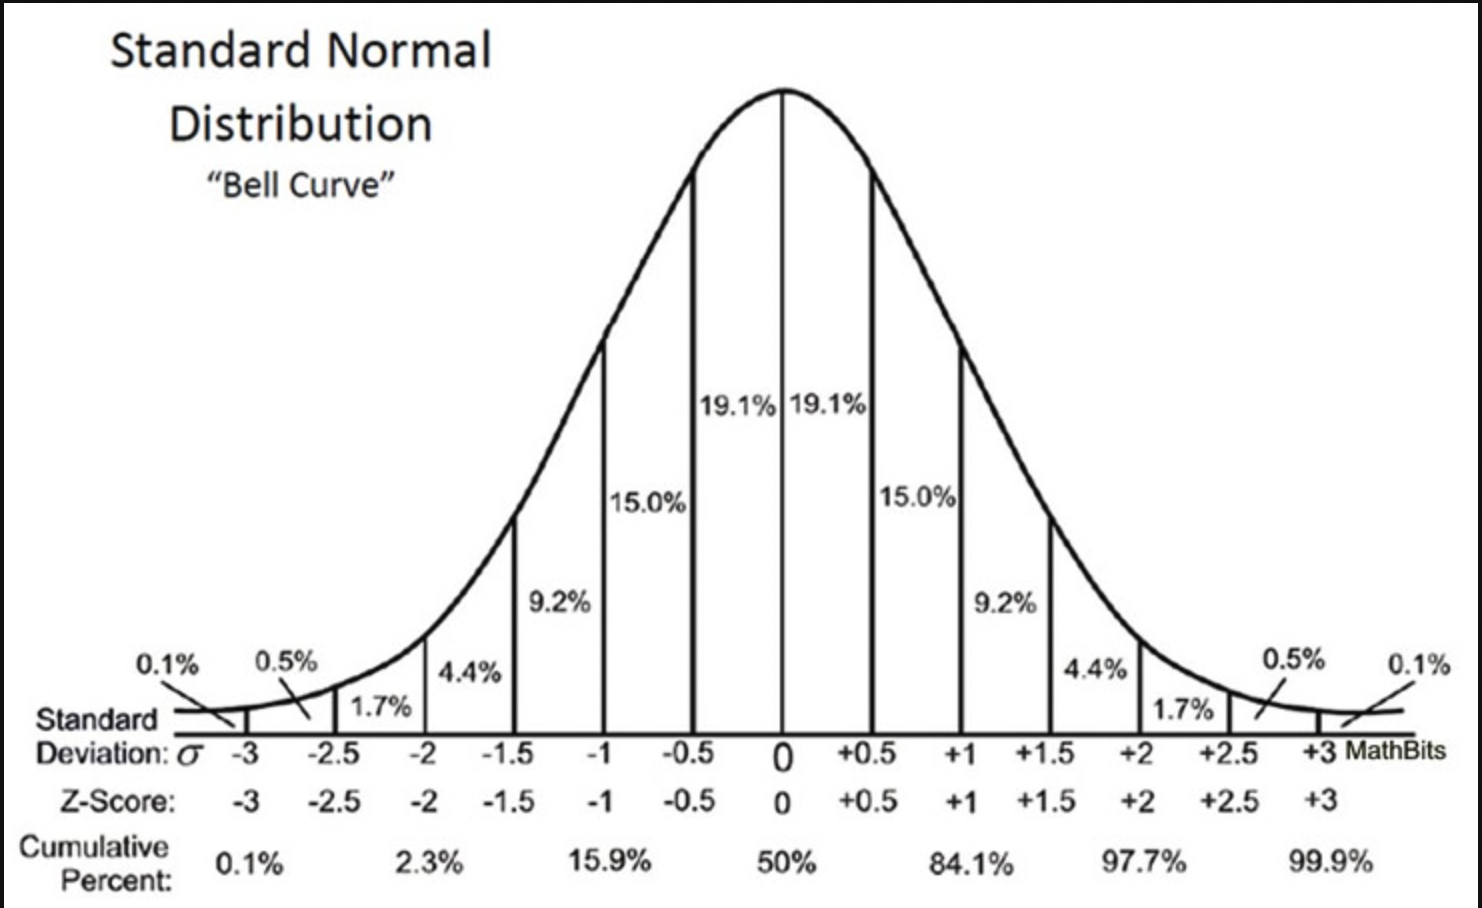 Standard Normal
Distribution
“Bell Curve”
19.1% 19.1%
15.0% 15.0%
9.2% 9.2%
0.1% 0.5% 4.4% 4.4% 0.5% 0.1%
1.7% 1.7%
Standard
Deviation: σ -3 -2.5 -2 -1.5 -1 -0.5 0 +0.5 +1 +1.5 +2 +2.5 +3 MathBits
Z-Score: -3 -2.5 -2 -1.5 -1 -0.5 0 +0.5 +1 +1.5 +2 +2.5 +3
Cumulative
Percent: 0.1% 2.3% 15.9% 50% 84.1% 97.7% 99.9%